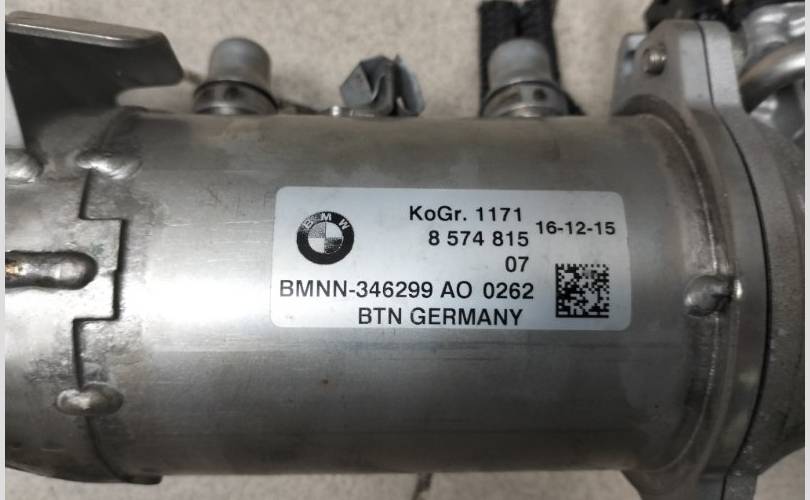 BMW
KoGr. 1171
8 574 815 16-12-15
07
BMNN-346299 AO 0262
BTN GERMANY